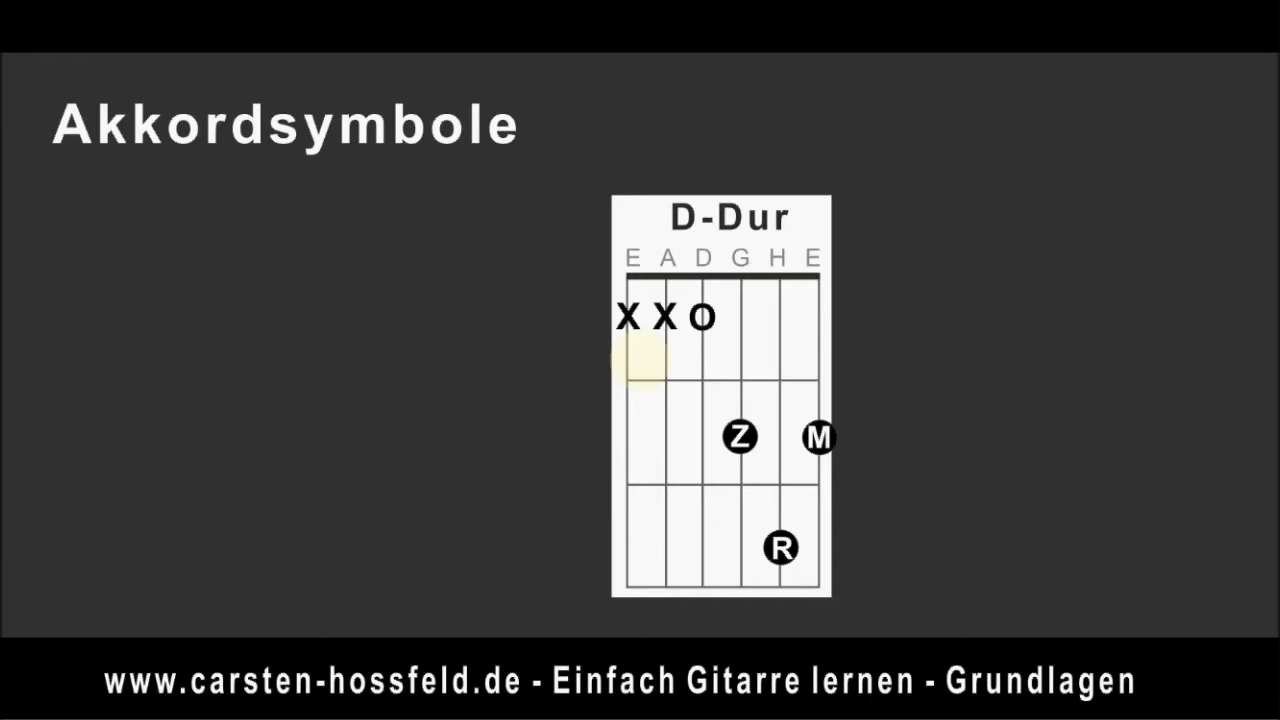 Akkordsymbole
D-Dur
E A D G H E
X X O
Z M
R
www.carsten-hossfeld.de - Einfach Gitarre lernen - Grundlagen